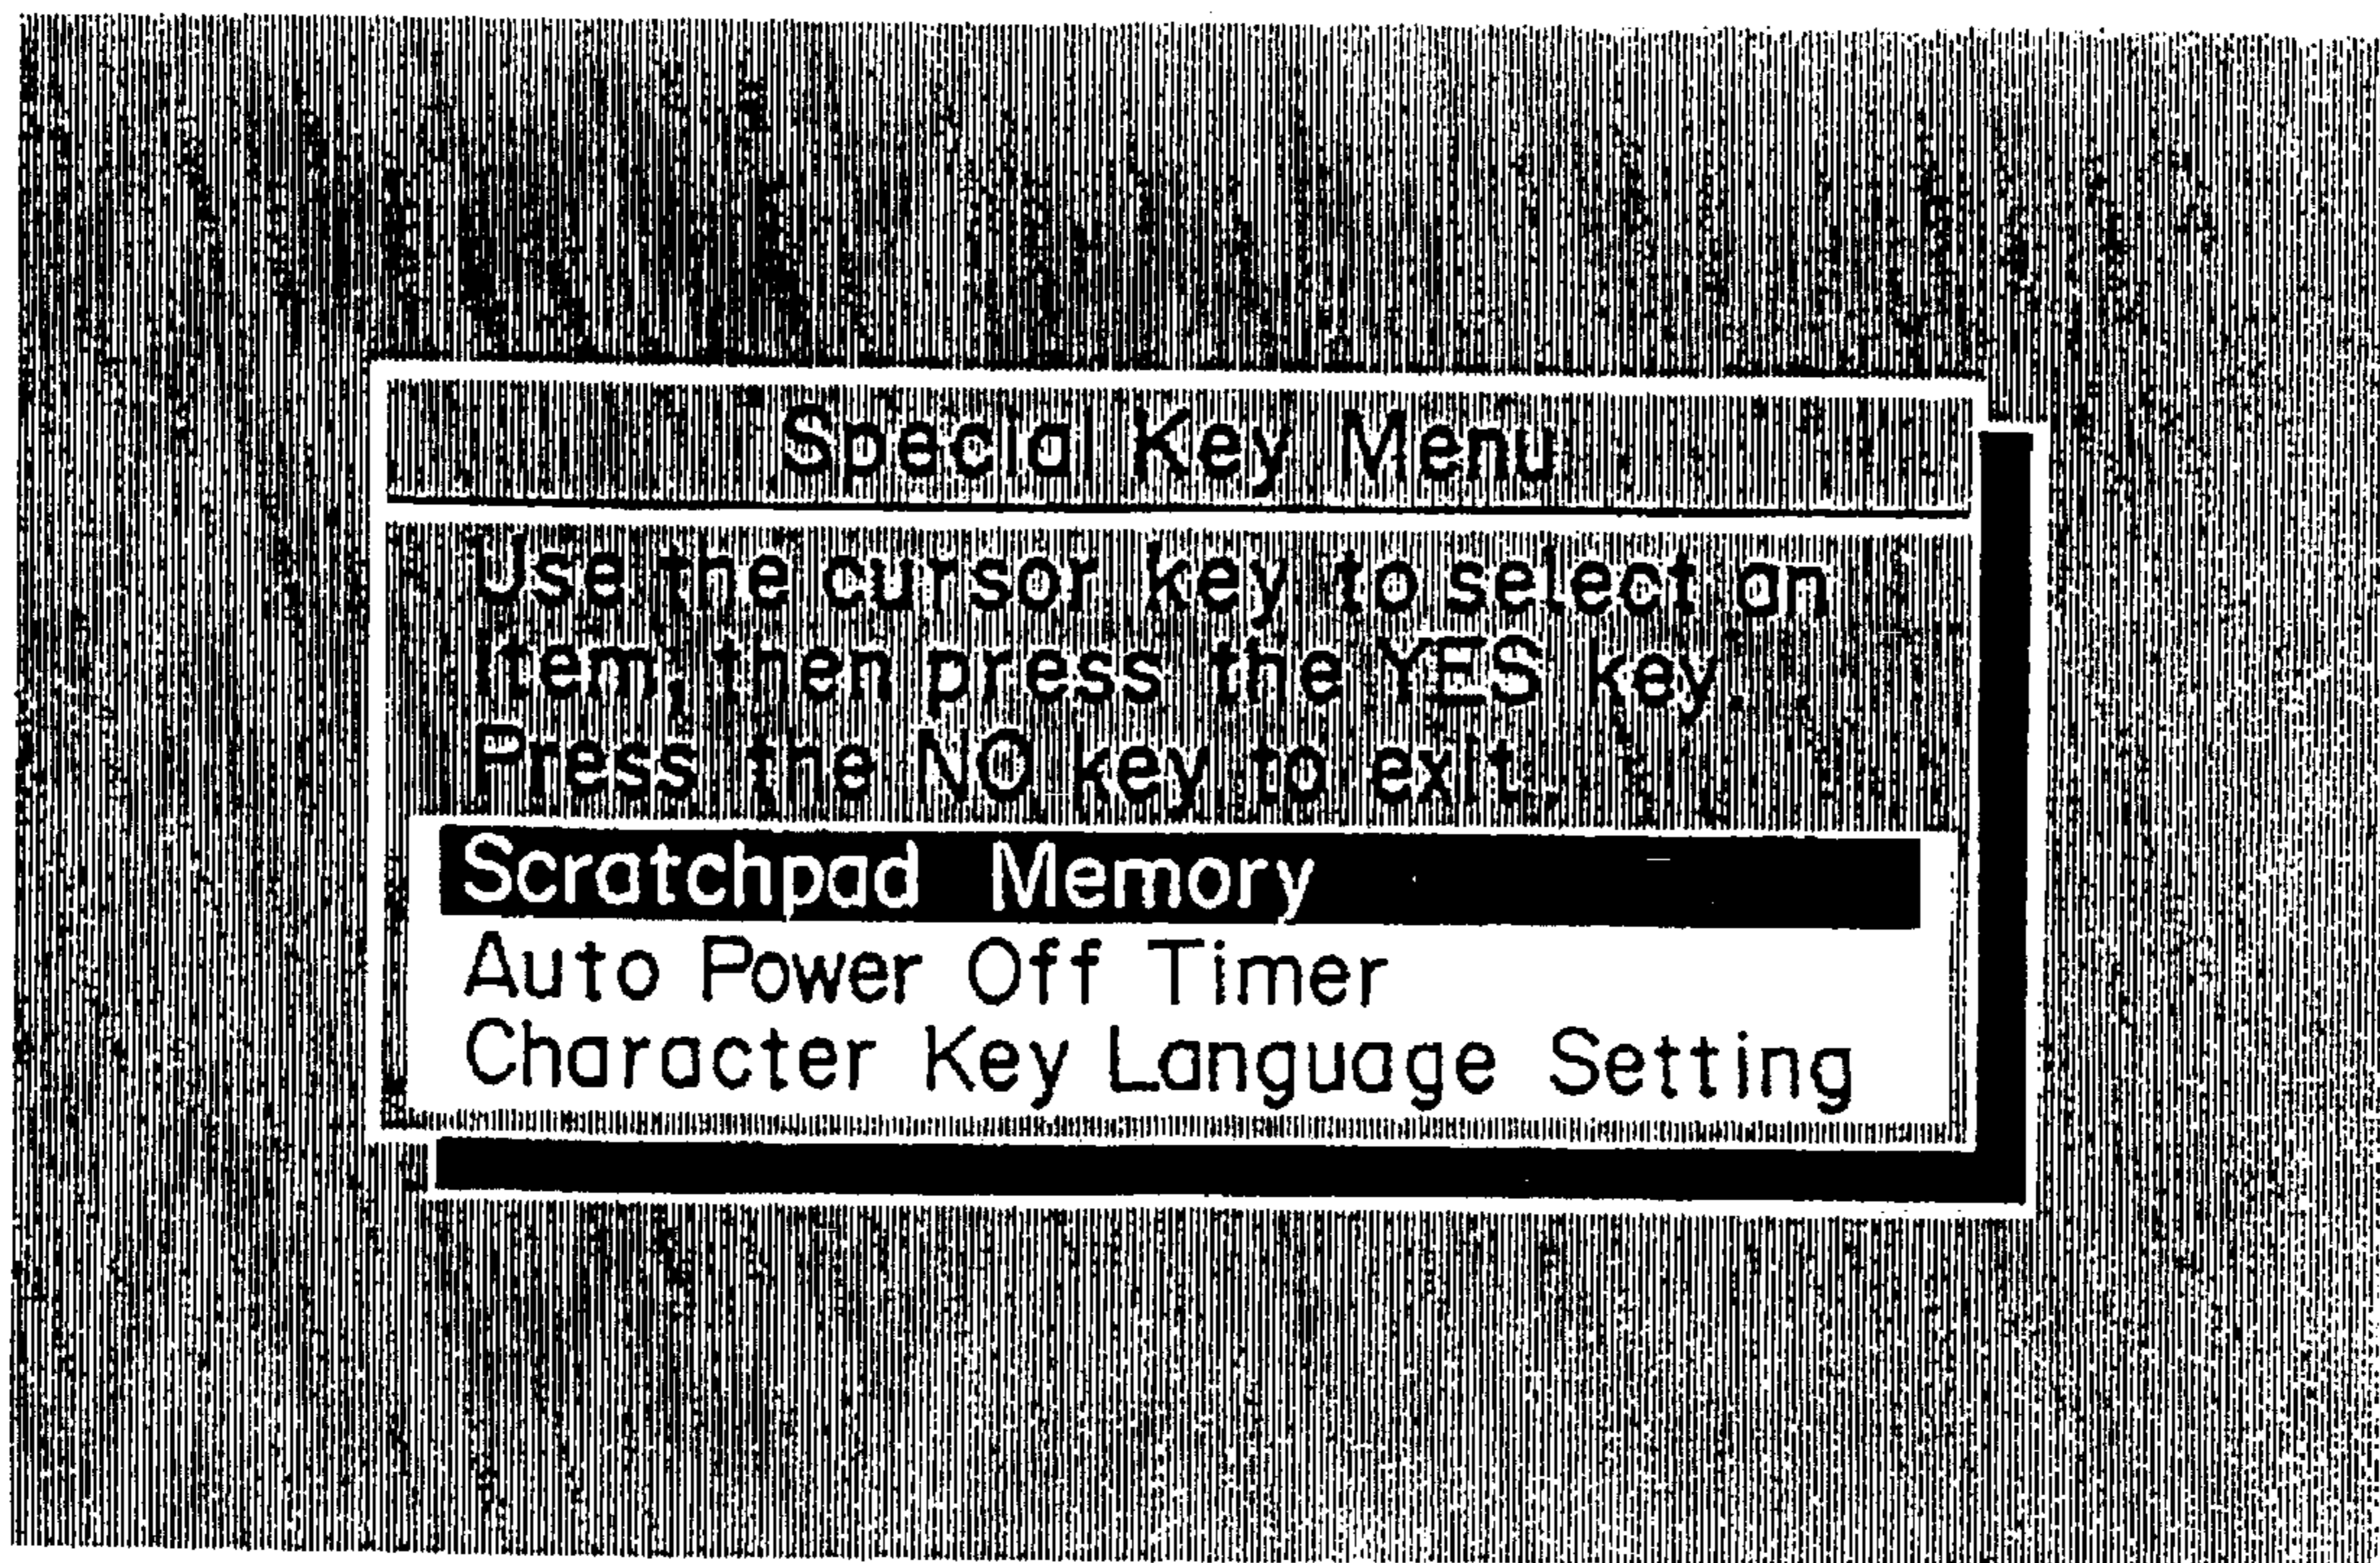 Special Key Menu
Use the cursor key to select an
item, then press the YES key.
Press the NO key to exit.
Scratchpad Memory
Auto Power Off Timer
Character Key Language Setting